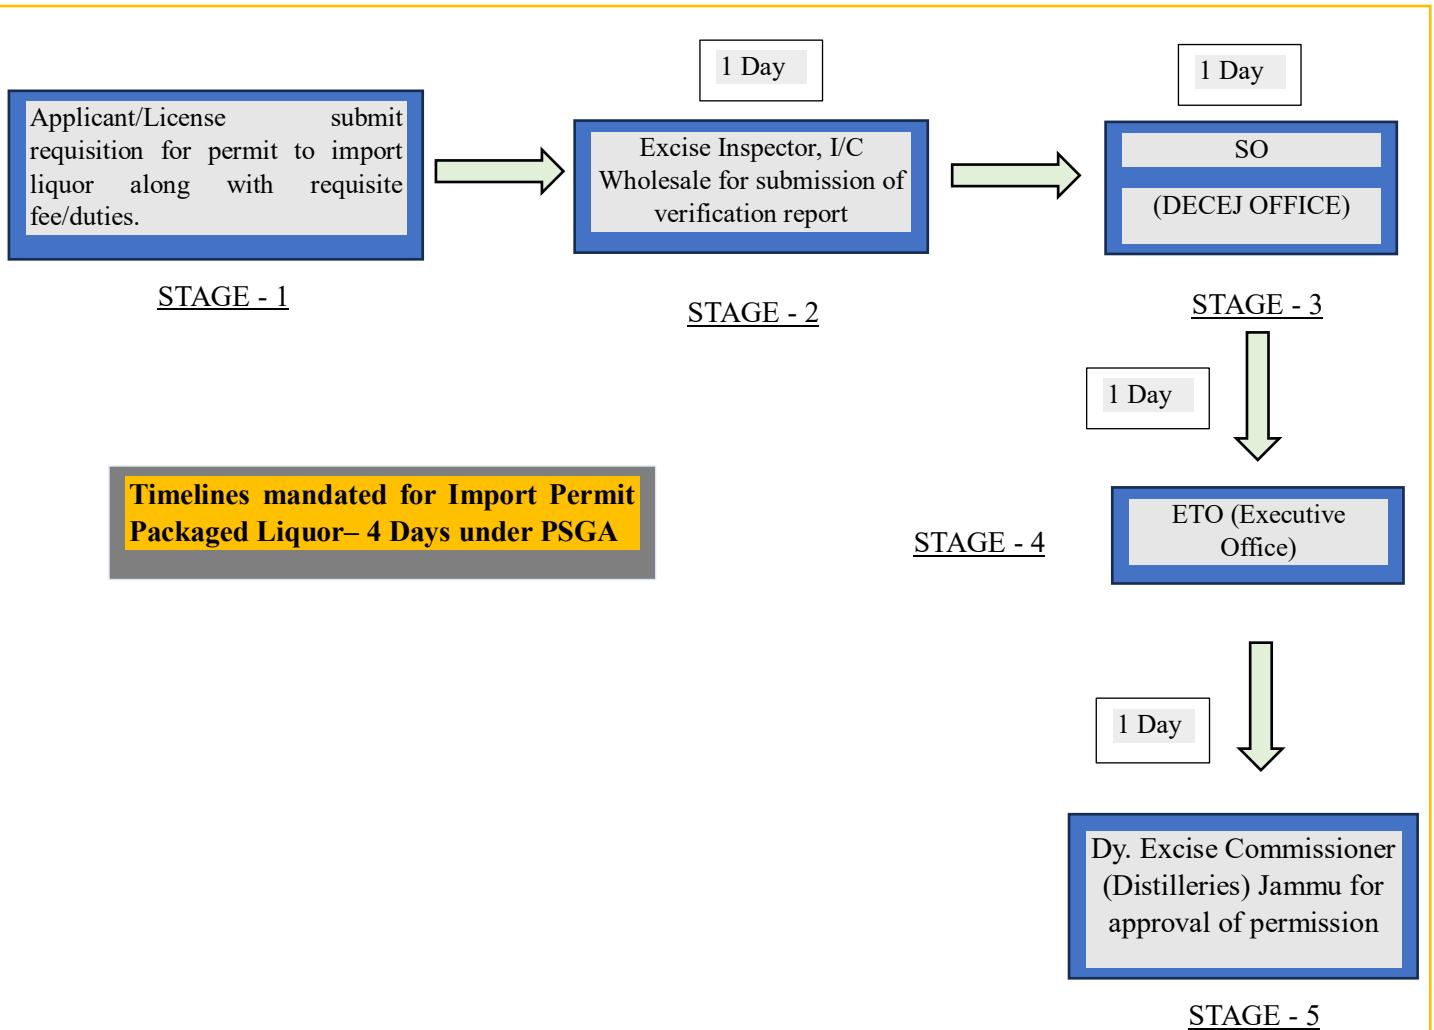 1 Day
1 Day
Applicant/License submit
requisition for permit to import
liquor along with requisite
fee/duties.
STAGE - 1
Excise Inspector, I/C
Wholesale for submission of
verification report
STAGE - 2
SO
(DECEJ OFFICE)
STAGE - 3
1 Day
Timelines mandated for Import Permit
Packaged Liquor– 4 Days under PSGA
STAGE - 4
ETO (Executive
Office)
1 Day
Dy. Excise Commissioner
(Distilleries) Jammu for
approval of permission
STAGE - 5